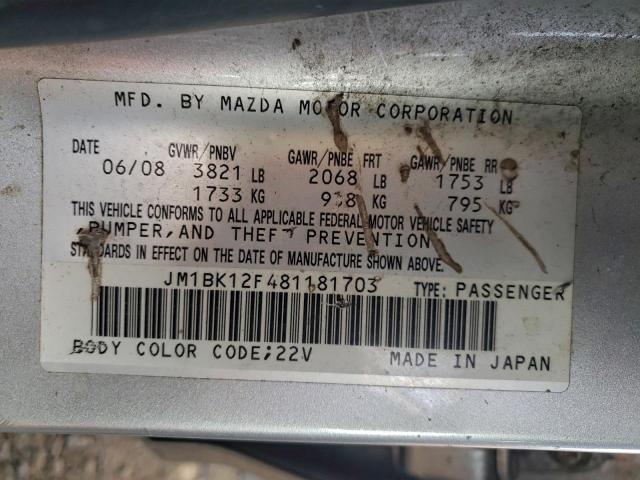 MFD. BY MAZDA MOTOR CORPORATION
DATE GVWR/PNBV GAWR/PNBE FRT GAWR/PNBE RR
06/08 3821 LB 2068 LB 1753 LB
1733 KG 938 KG 795 KG
THIS VEHICLE CONFORMS TO ALL APPLICABLE FEDERAL MOTOR VEHICLE SAFETY
,BUMPER,AND THEFT PREVENTION
STANDARDS IN EFFECT ON THE DATE OF MANUFACTURE SHOWN ABOVE.
JM1BK12F481181703 TYPE: PASSENGER
BODY COLOR CODE;22V MADE IN JAPAN